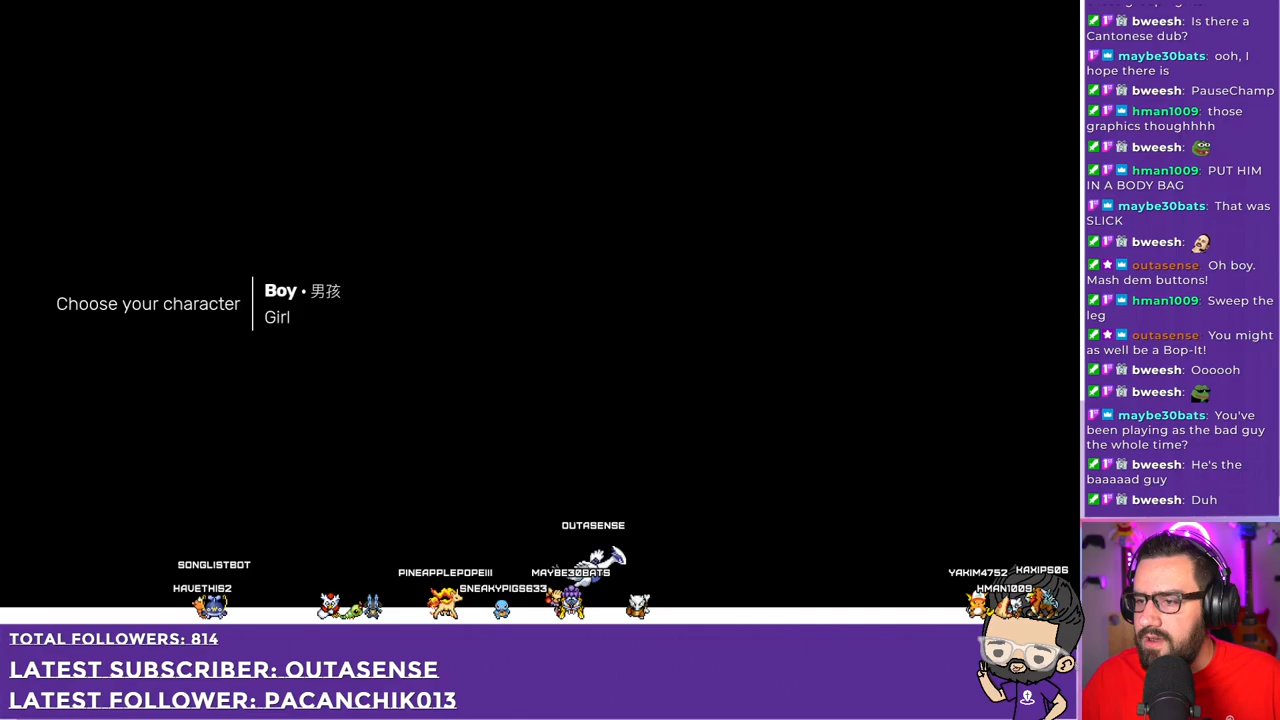 Choose your character
Boy • 男孩
Girl
bweesh: Is there a
Cantonese dub?
maybe30bats: ooh, I
hope there is
bweesh: PauseChamp
hman1009: those
graphics thoughhhh
bweesh:
hman1009: PUT HIM
IN A BODY BAG
maybe30bats: That was
SLICK
bweesh:
outasense: Oh boy.
Mash dem buttons!
hman1009: Sweep the
leg
outasense: You might
as well be a Bop-It!
bweesh: Oooooh
bweesh:
maybe30bats: You've
been playing as the bad guy
the whole time?
bweesh: He's the
baaaaad guy
bweesh: Duh
OUTASENSE
SONGLISTBOT
HAVETHIS2
PINEAPPLEPOPEIII
MAYBE30BATS
SNEAKYPIGS633
YAKIM4752
KAXIPS06
HMAN1009
TOTAL FOLLOWERS: 814
LATEST SUBSCRIBER: OUTASENSE
LATEST FOLLOWER: PACANCHIK013